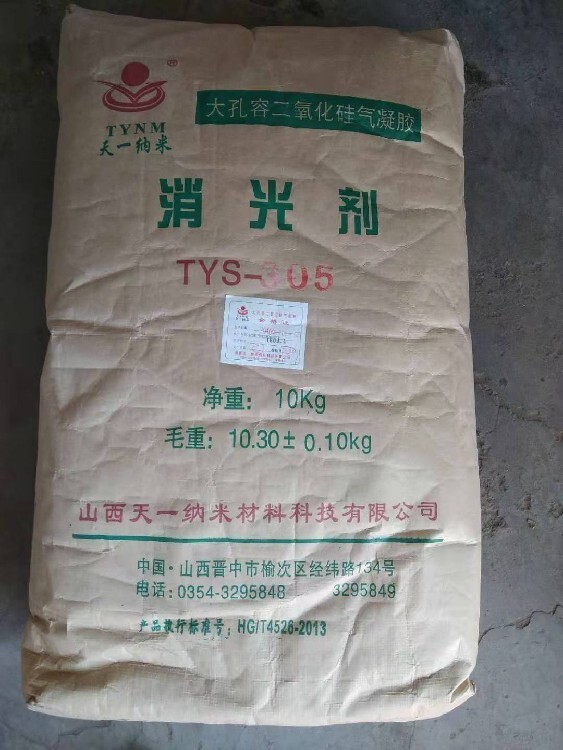 ®
TYNM
天一纳米
大孔容二氧化硅气凝胶
消光剂
TYS-305
净重： 10Kg
毛重：10.30± 0.10kg
山西天一纳米材料科技有限公司
中国·山西晋中市榆次区经纬路134号
电话：0354-3295848 3295849
产品执行标准号：HG/T4526-2013